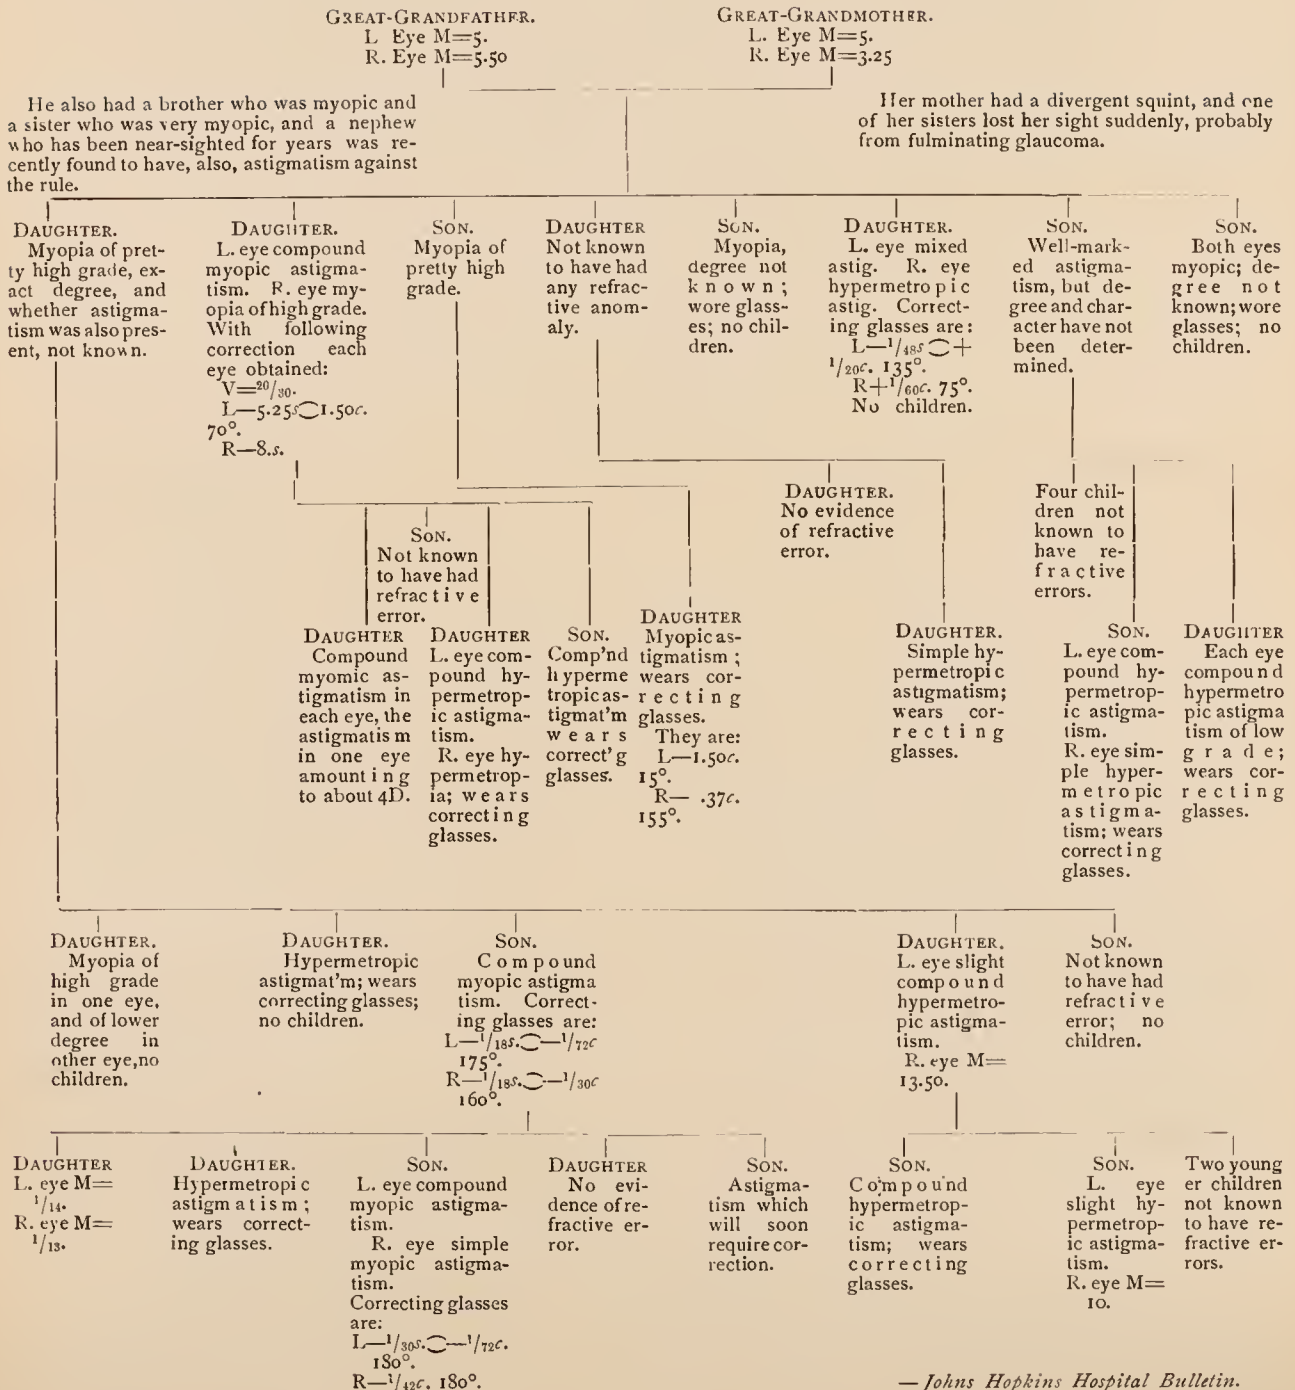 GREAT-GRANDFATHER.
L Eye M=5.
R. Eye M=5.50
GREAT-GRANDMOTHER.
L. Eye M=5.
R. Eye M=3.25
He also had a brother who was myopic and
a sister who was very myopic, and a nephew
who has been near-sighted for years was re-
cently found to have, also, astigmatism against
the rule.
Her mother had a divergent squint, and one
of her sisters lost her sight suddenly, probably
from fulminating glaucoma.
DAUGHTER.
Myopia of pret-
ty high grade, ex-
act degree, and
whether astigma-
tism was also pres-
ent, not known.
DAUGHTER.
L. eye compound
myopic astigma-
tism. R. eye my-
opia of high grade.
With following
correction each
eye obtained:
V=20/30.
L—5.25s⁐1.50c.
70°.
R—8.s.
SON.
Myopia of
pretty high
grade.
DAUGHTER
Not known
to have had
any refrac-
tive anom-
aly.
SON.
Myopia,
degree not
known;
wore glass-
es; no chil-
dren.
DAUGHTER.
L. eye mixed
astig. R. eye
hypermetropic
astig. Correct-
ing glasses are:
L—1/48s⁐+
1/20c. 135°.
R+1/60c. 75°.
No children.
SON.
Well-mark-
ed astigma-
tism, but de-
gree and char-
acter have not
been deter-
mined.
SON.
Both eyes
myopic; de-
gree not
known; wore
glasses; no
children.
SON.
Not known
to have had
refractive
error.
DAUGHTER
Compound
myomic as-
tigmatism in
each eye, the
astigmatism
in one eye
amounting
to about 4D.
DAUGHTER
L. eye com-
pound hy-
permetrop-
ic astigma-
tism.
R. eye hy-
permetrop-
ia; wears
correcting
glasses.
SON.
Comp'nd
hyperme
tropic as-
tigmat'm
wears
correct'g
glasses.
DAUGHTER
Myopic as-
tigmatism;
wears cor-
recting
glasses.
They are:
L—1.50c.
15°.
R— .37c.
155°.
DAUGHTER.
No evidence
of refractive
error.
DAUGHTER.
Simple hy-
permetropic
astigmatism;
wears cor-
recting
glasses.
Four chil-
dren not
known to
have re-
fractive
errors.
SON.
L. eye com-
pound hy-
permetrop-
ic astigma-
tism.
R. eye sim-
ple hyper-
metropic
astigma-
tism; wears
correcting
glasses.
DAUGHTER
Each eye
compound
hypermetro
pic astigma
tism of low
grade;
wears cor-
recting
glasses.
DAUGHTER.
Myopia of
high grade
in one eye,
and of lower
degree in
other eye, no
children.
DAUGHTER.
Hypermetropic
astigmat'm; wears
correcting glasses;
no children.
SON.
Compound
myopic astigma
tism. Correct-
ing glasses are:
L—1/18s.⁐—1/72c
175°.
R—1/18s.⁐—1/30c
160°.
DAUGHTER.
L. eye slight
compound
hypermetro-
pic astigma-
tism.
R. eye M=
13.50.
SON.
Not known
to have had
refractive
error; no
children.
DAUGHTER
L. eye M=
1/14.
R. eye M=
1/13.
DAUGHTER.
Hypermetropic
astigmatism;
wears correct-
ing glasses.
SON.
L. eye compound
myopic astigma-
tism.
R. eye simple
myopic astigma-
tism.
Correcting glasses
are:
L—1/30s.⁐—1/72c.
180°.
R—1/42c. 180°.
DAUGHTER
No evi-
dence of re-
fractive er-
ror.
SON.
Astigma-
tism which
will soon
require cor-
rection.
SON.
Compound
hypermetrop-
ic astigma-
tism; wears
correcting
glasses.
SON.
L. eye
slight hy-
permetrop-
ic astigma-
tism.
R. eye M=
10.
Two young
er children
not known
to have re-
fractive er-
rors.
— Johns Hopkins Hospital Bulletin.